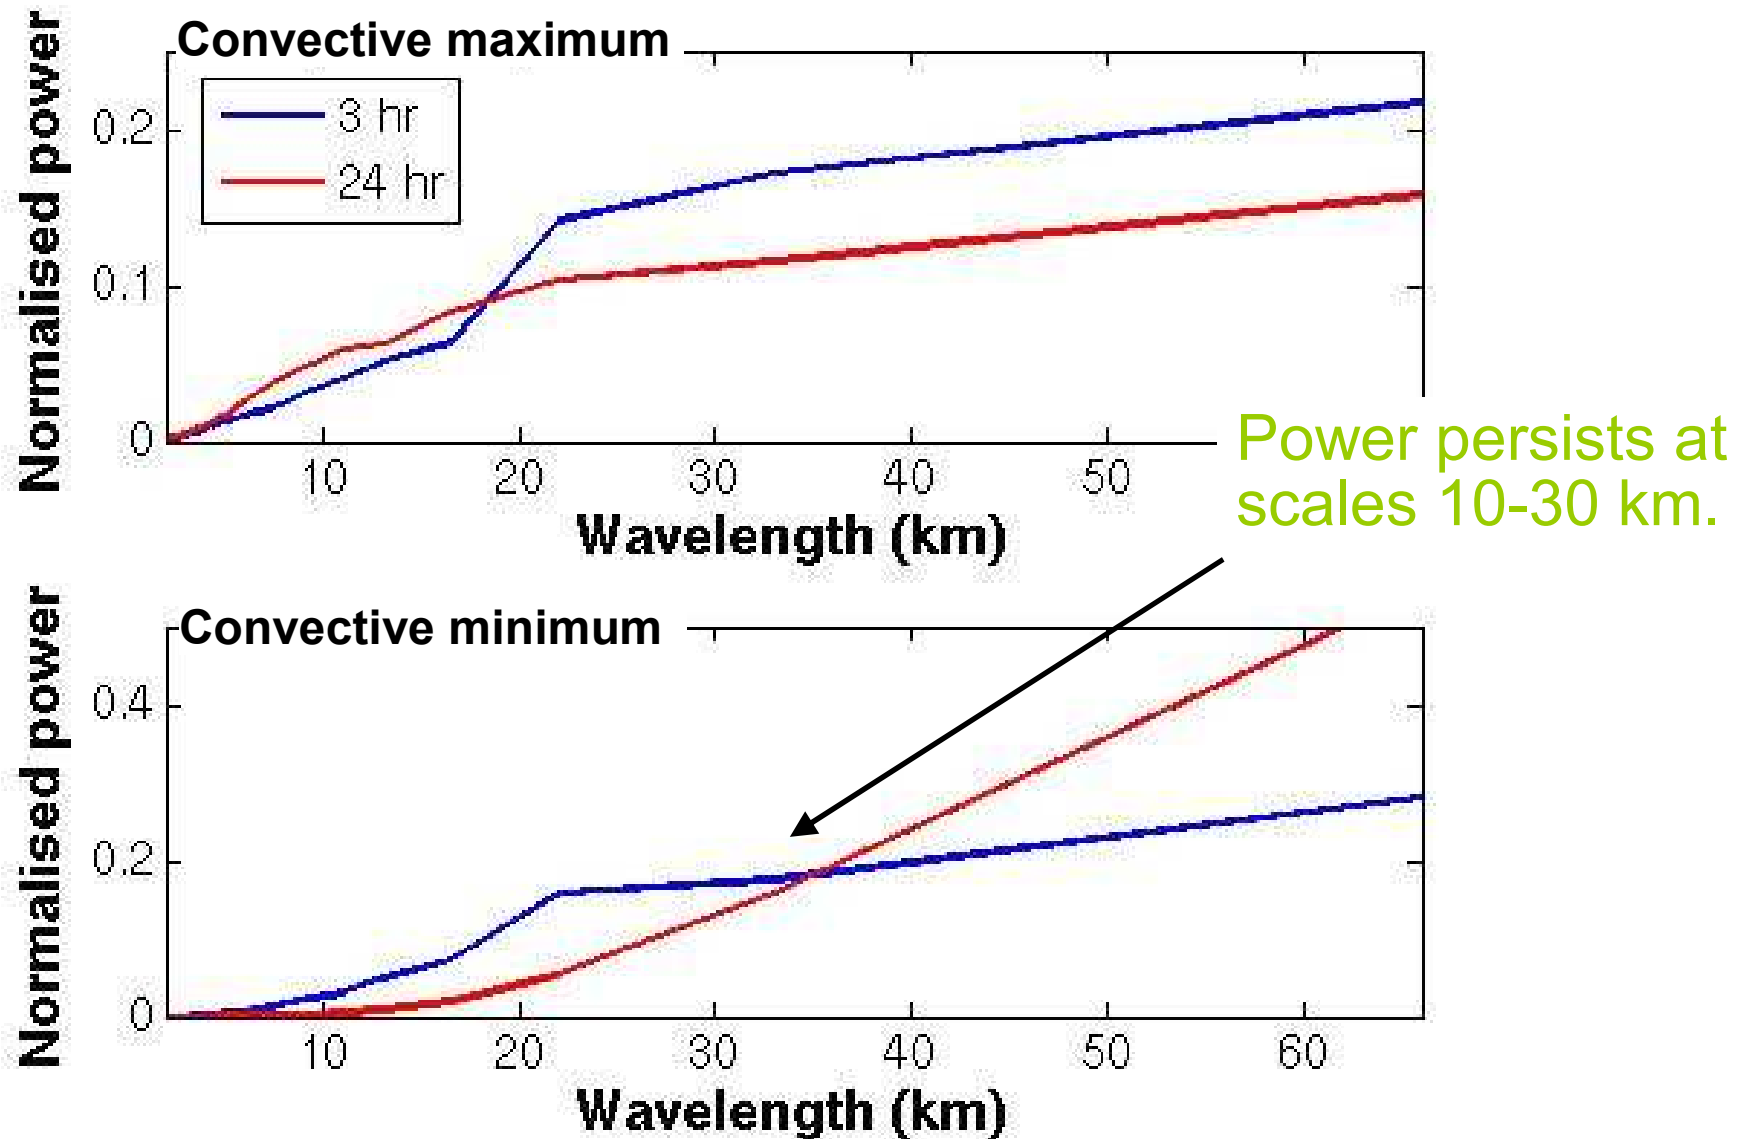 Convective maximum
Normalised power
0.2
0.1
0
3 hr
24 hr
10 20 30 40 50
Wavelength (km)
Power persists at
scales 10-30 km.
Convective minimum
Normalised power
0.4
0.2
0
10 20 30 40 50 60
Wavelength (km)